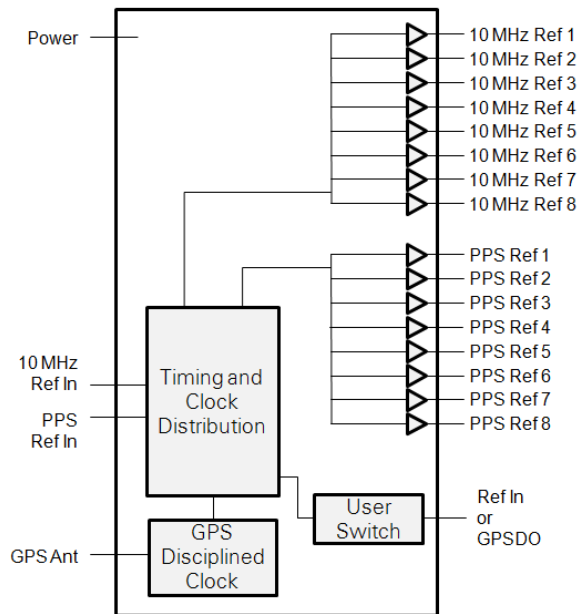 Power
10 MHz Ref 1
10 MHz Ref 2
10 MHz Ref 3
10 MHz Ref 4
10 MHz Ref 5
10 MHz Ref 6
10 MHz Ref 7
10 MHz Ref 8
PPS Ref 1
PPS Ref 2
PPS Ref 3
PPS Ref 4
PPS Ref 5
PPS Ref 6
PPS Ref 7
PPS Ref 8
10 MHz
Ref In
PPS
Ref In
Timing and
Clock
Distribution
User
Switch
Ref In
or
GPSDO
GPS Ant
GPS
Disciplined
Clock